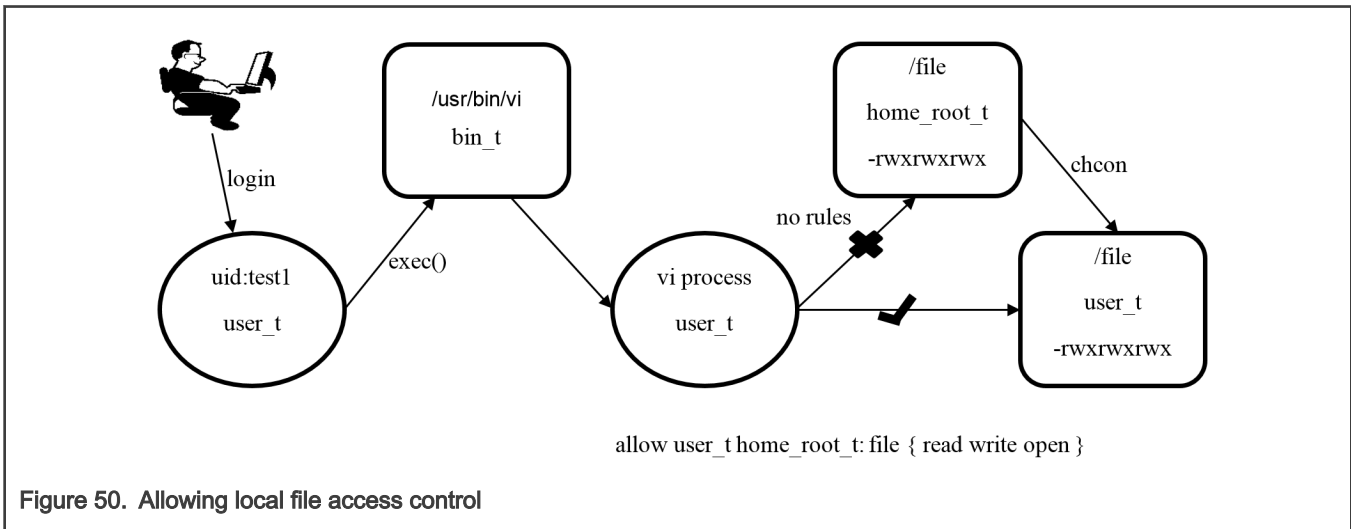 login
uid:test1
user_t
exec()
/usr/bin/vi
bin_t
vi process
user_t
no rules
/file
home_root_t
-rwxrwxrwx
chcon
/file
user_t
-rwxrwxrwx
allow user_t home_root_t: file { read write open }
Figure 50. Allowing local file access control